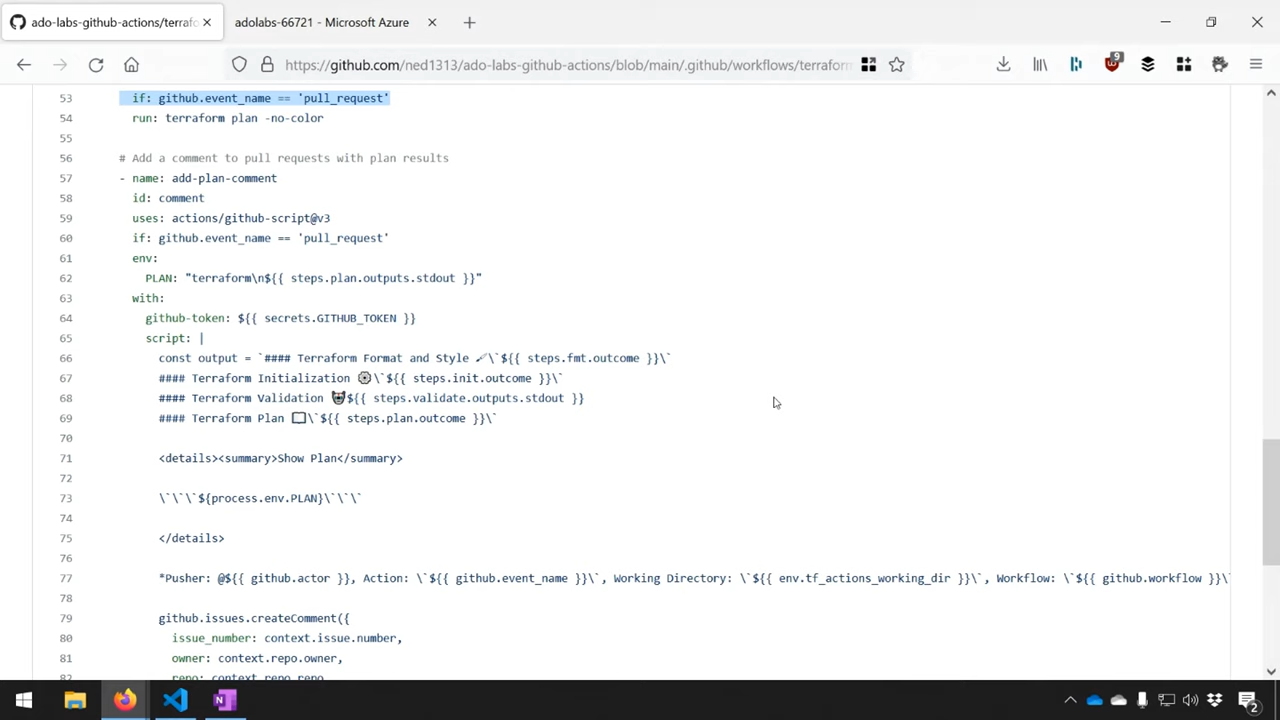 ado-labs-github-actions/terrafo
adolabs-66721 - Microsoft Azure
https://github.com/ned1313/ado-labs-github-actions/blob/main/.github/workflows/terraform
9
53 if: github.event_name == 'pull_request'
54 run: terraform plan -no-color
55
56 # Add a comment to pull requests with plan results
57 - name: add-plan-comment
58 id: comment
59 uses: actions/github-script@v3
60 if: github.event_name == 'pull_request'
61 env:
62 PLAN: "terraform\n${{ steps.plan.outputs.stdout }}"
63 with:
64 github-token: ${{ secrets.GITHUB_TOKEN }}
65 script: |
66 const output = `#### Terraform Format and Style 🖌\`${{ steps.fmt.outcome }}\`
67 #### Terraform Initialization ⚙️\`${{ steps.init.outcome }}\`
68 #### Terraform Validation 🤖${{ steps.validate.outputs.stdout }}
69 #### Terraform Plan 📖\`${{ steps.plan.outcome }}\`
70
71 <details><summary>Show Plan</summary>
72
73 \`\`\`${process.env.PLAN}\`\`\`
74
75 </details>
76
77 *Pusher: @${{ github.actor }}, Action: \`${{ github.event_name }}\`, Working Directory: \`${{ env.tf_actions_working_dir }}\`, Workflow: \`${{ github.workflow }}\`
78
79 github.issues.createComment({
80 issue_number: context.issue.number,
81 owner: context.repo.owner,
82 repo: context.repo.repo
2